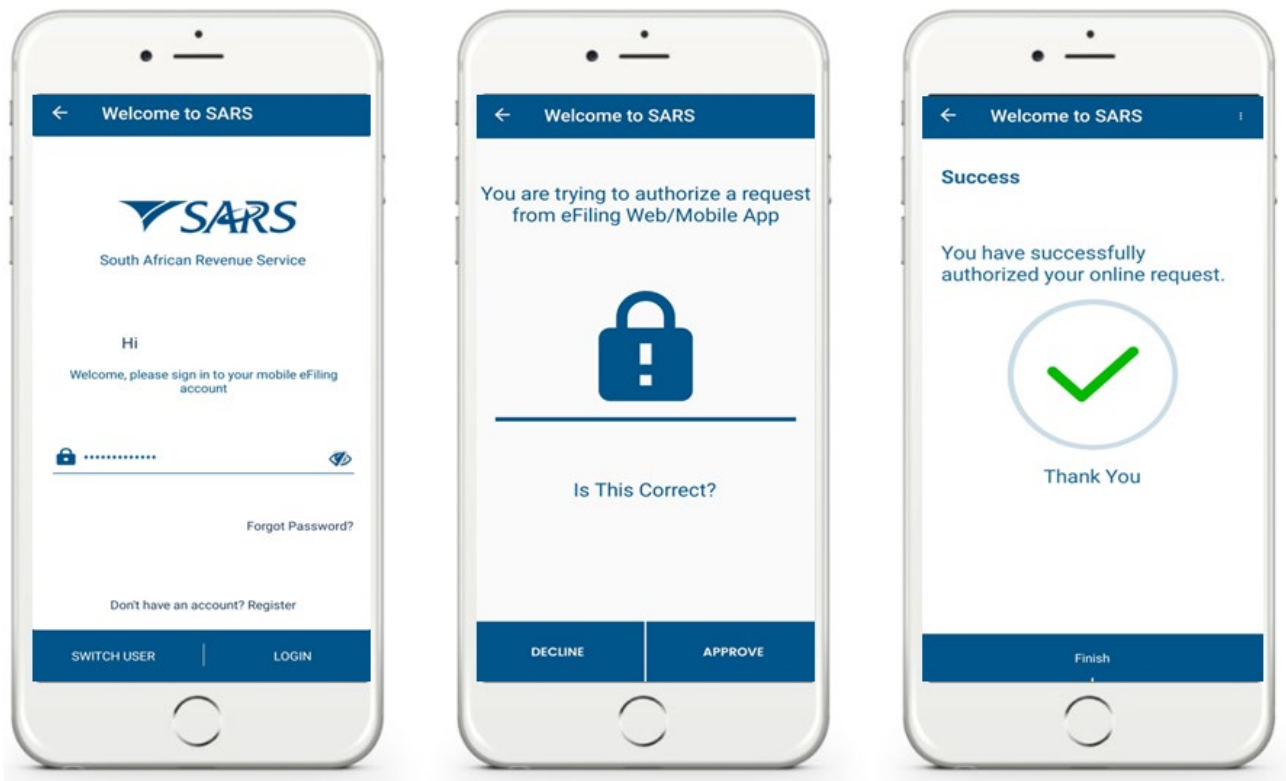 Welcome to SARS
SARS
South African Revenue Service
Hi
Welcome, please sign in to your mobile eFiling
account
•••••••••••••
Forgot Password?
Don't have an account? Register
SWITCH USER
LOGIN
Welcome to SARS
You are trying to authorize a request
from eFiling Web/Mobile App
Is This Correct?
DECLINE
APPROVE
Welcome to SARS
Success
You have successfully
authorized your online request.
Thank You
Finish